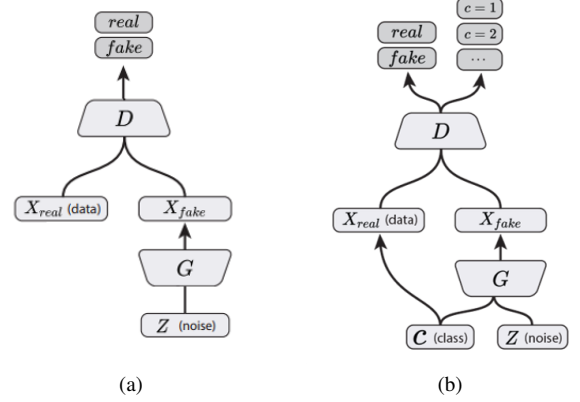 real
fake
D
X_real (data)
X_fake
G
Z (noise)
(a)
c = 1
c = 2
...
real
fake
D
X_real (data)
X_fake
G
C (class)
Z (noise)
(b)